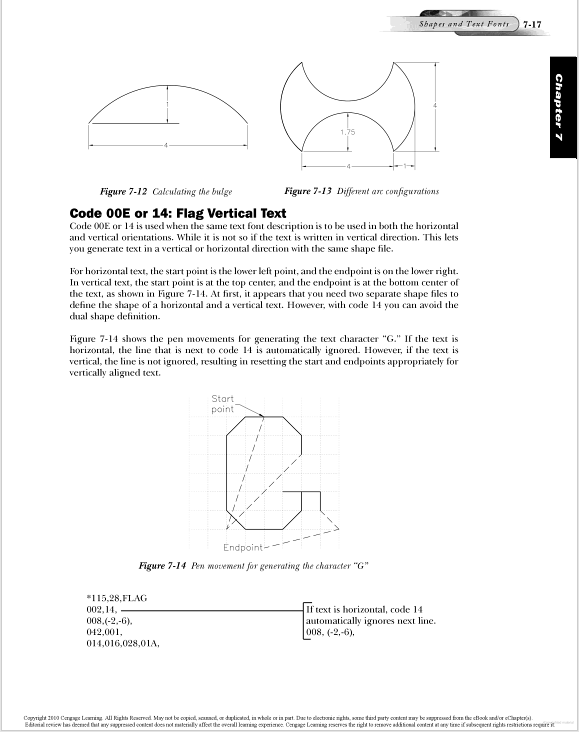 Shapes and Text Fonts 7-17
Chapter 7
4
1.75
4
1
4
Figure 7-12 Calculating the bulge
Figure 7-13 Different arc configurations
Code 00E or 14: Flag Vertical Text
Code 00E or 14 is used when the same text font description is to be used in both the horizontal
and vertical orientations. While it is not so if the text is written in vertical direction. This lets
you generate text in a vertical or horizontal direction with the same shape file.
For horizontal text, the start point is the lower left point, and the endpoint is on the lower right.
In vertical text, the start point is at the top center, and the endpoint is at the bottom center of
the text, as shown in Figure 7-14. At first, it appears that you need two separate shape files to
define the shape of a horizontal and a vertical text. However, with code 14 you can avoid the
dual shape definition.
Figure 7-14 shows the pen movements for generating the text character “G.” If the text is
horizontal, the line that is next to code 14 is automatically ignored. However, if the text is
vertical, the line is not ignored, resulting in resetting the start and endpoints appropriately for
vertically aligned text.
Start
point
Endpoint
Figure 7-14 Pen movement for generating the character “G”
*115,28,FLAG
002,14,
008,(-2,-6),
042,001,
014,016,028,01A,
If text is horizontal, code 14
automatically ignores next line.
008, (-2,-6),
Copyright 2010 Cengage Learning. All Rights Reserved. May not be copied, scanned, or duplicated, in whole or in part. Due to electronic rights, some third party content may be suppressed from the eBook and/or eChapter(s).
Editorial review has deemed that any suppressed content does not materially affect the overall learning experience. Cengage Learning reserves the right to remove additional content at any time if subsequent rights restrictions require it.